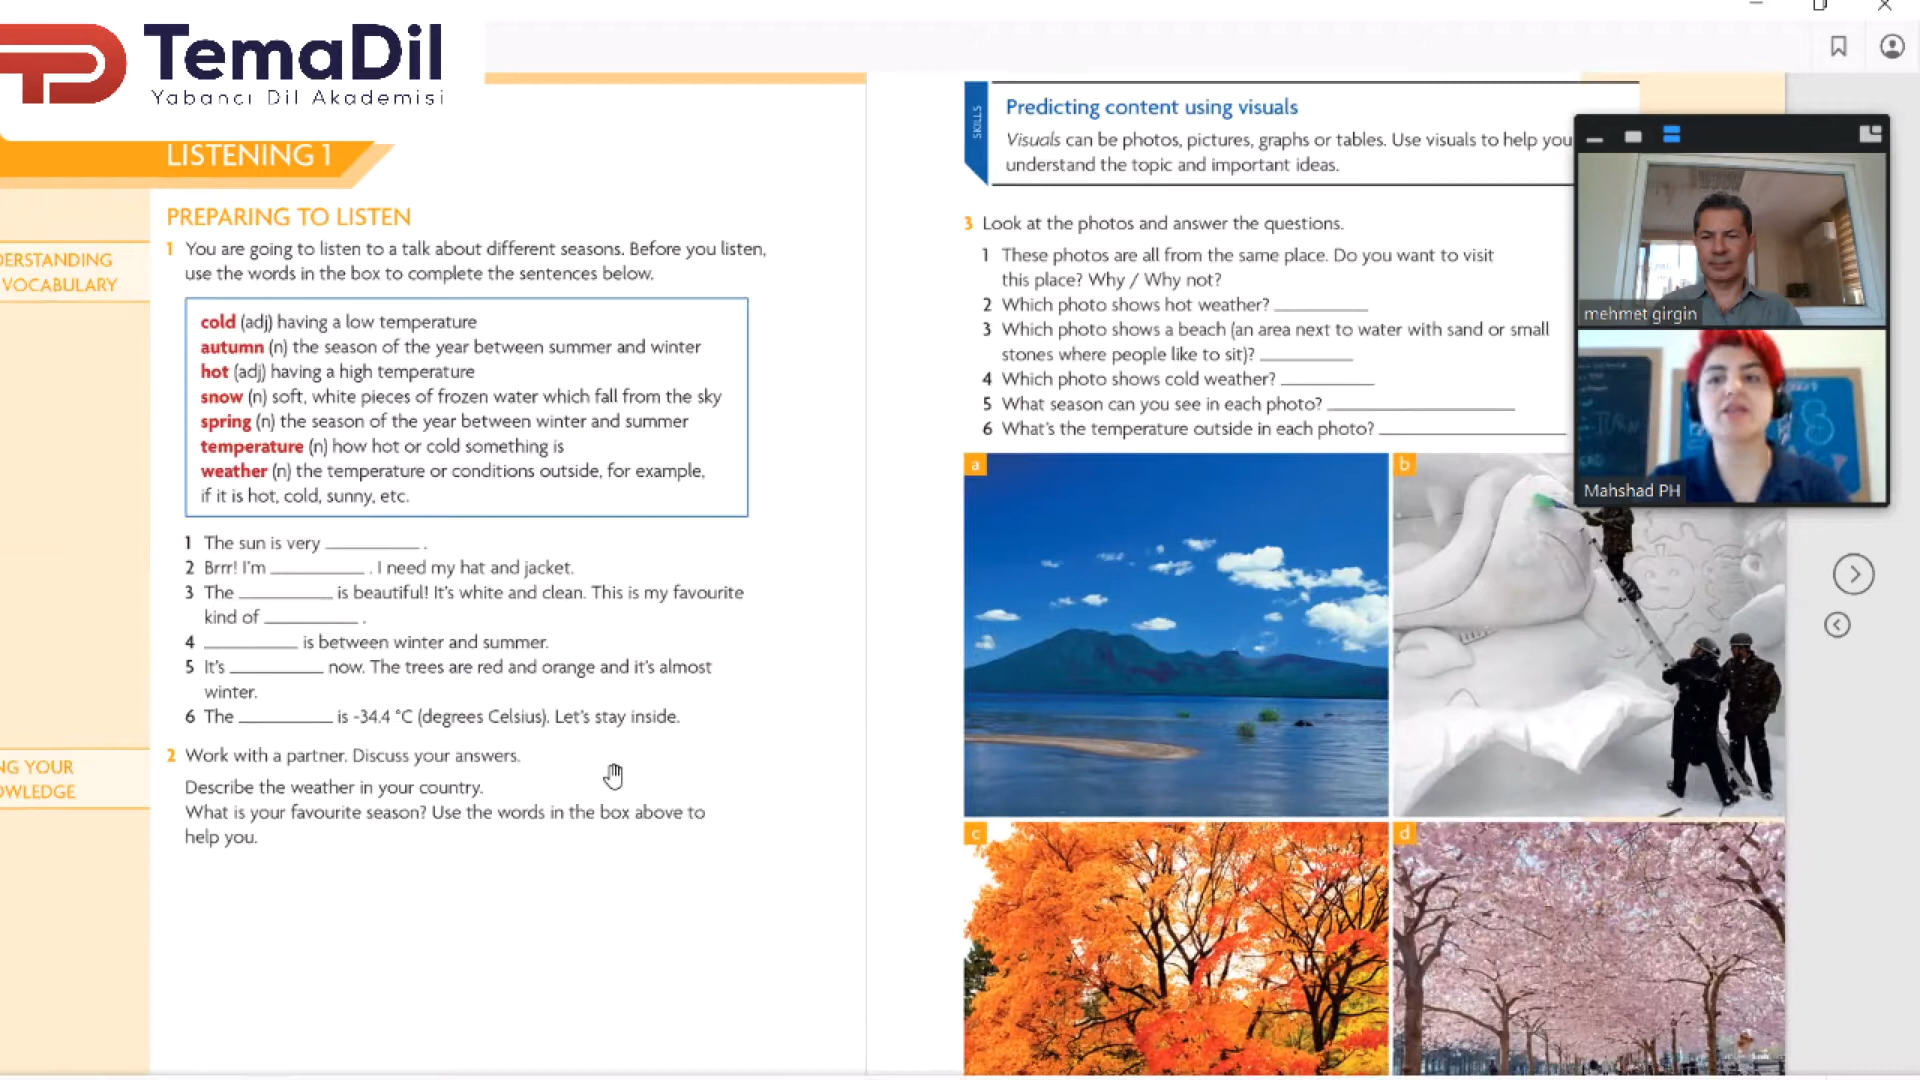 TemaDil
Yabancı Dil Akademisi
LISTENING 1
PREPARING TO LISTEN
DERSTANDING
VOCABULARY
1 You are going to listen to a talk about different seasons. Before you listen,
use the words in the box to complete the sentences below.
cold (adj) having a low temperature
autumn (n) the season of the year between summer and winter
hot (adj) having a high temperature
snow (n) soft, white pieces of frozen water which fall from the sky
spring (n) the season of the year between winter and summer
temperature (n) how hot or cold something is
weather (n) the temperature or conditions outside, for example,
if it is hot, cold, sunny, etc.
1 The sun is very __________ .
2 Brrr! I'm __________ . I need my hat and jacket.
3 The __________ is beautiful! It's white and clean. This is my favourite
kind of __________ .
4 __________ is between winter and summer.
5 It's __________ now. The trees are red and orange and it's almost
winter.
6 The __________ is -34.4 °C (degrees Celsius). Let's stay inside.
NG YOUR
OWLEDGE
2 Work with a partner. Discuss your answers.
Describe the weather in your country.
What is your favourite season? Use the words in the box above to
help you.
SKILLS
Predicting content using visuals
Visuals can be photos, pictures, graphs or tables. Use visuals to help you
understand the topic and important ideas.
3 Look at the photos and answer the questions.
1 These photos are all from the same place. Do you want to visit
this place? Why / Why not?
2 Which photo shows hot weather? __________
3 Which photo shows a beach (an area next to water with sand or small
stones where people like to sit)? __________
4 Which photo shows cold weather? __________
5 What season can you see in each photo? ____________________
6 What's the temperature outside in each photo? ____________________
a
b
c
d
mehmet girgin
Mahshad PH